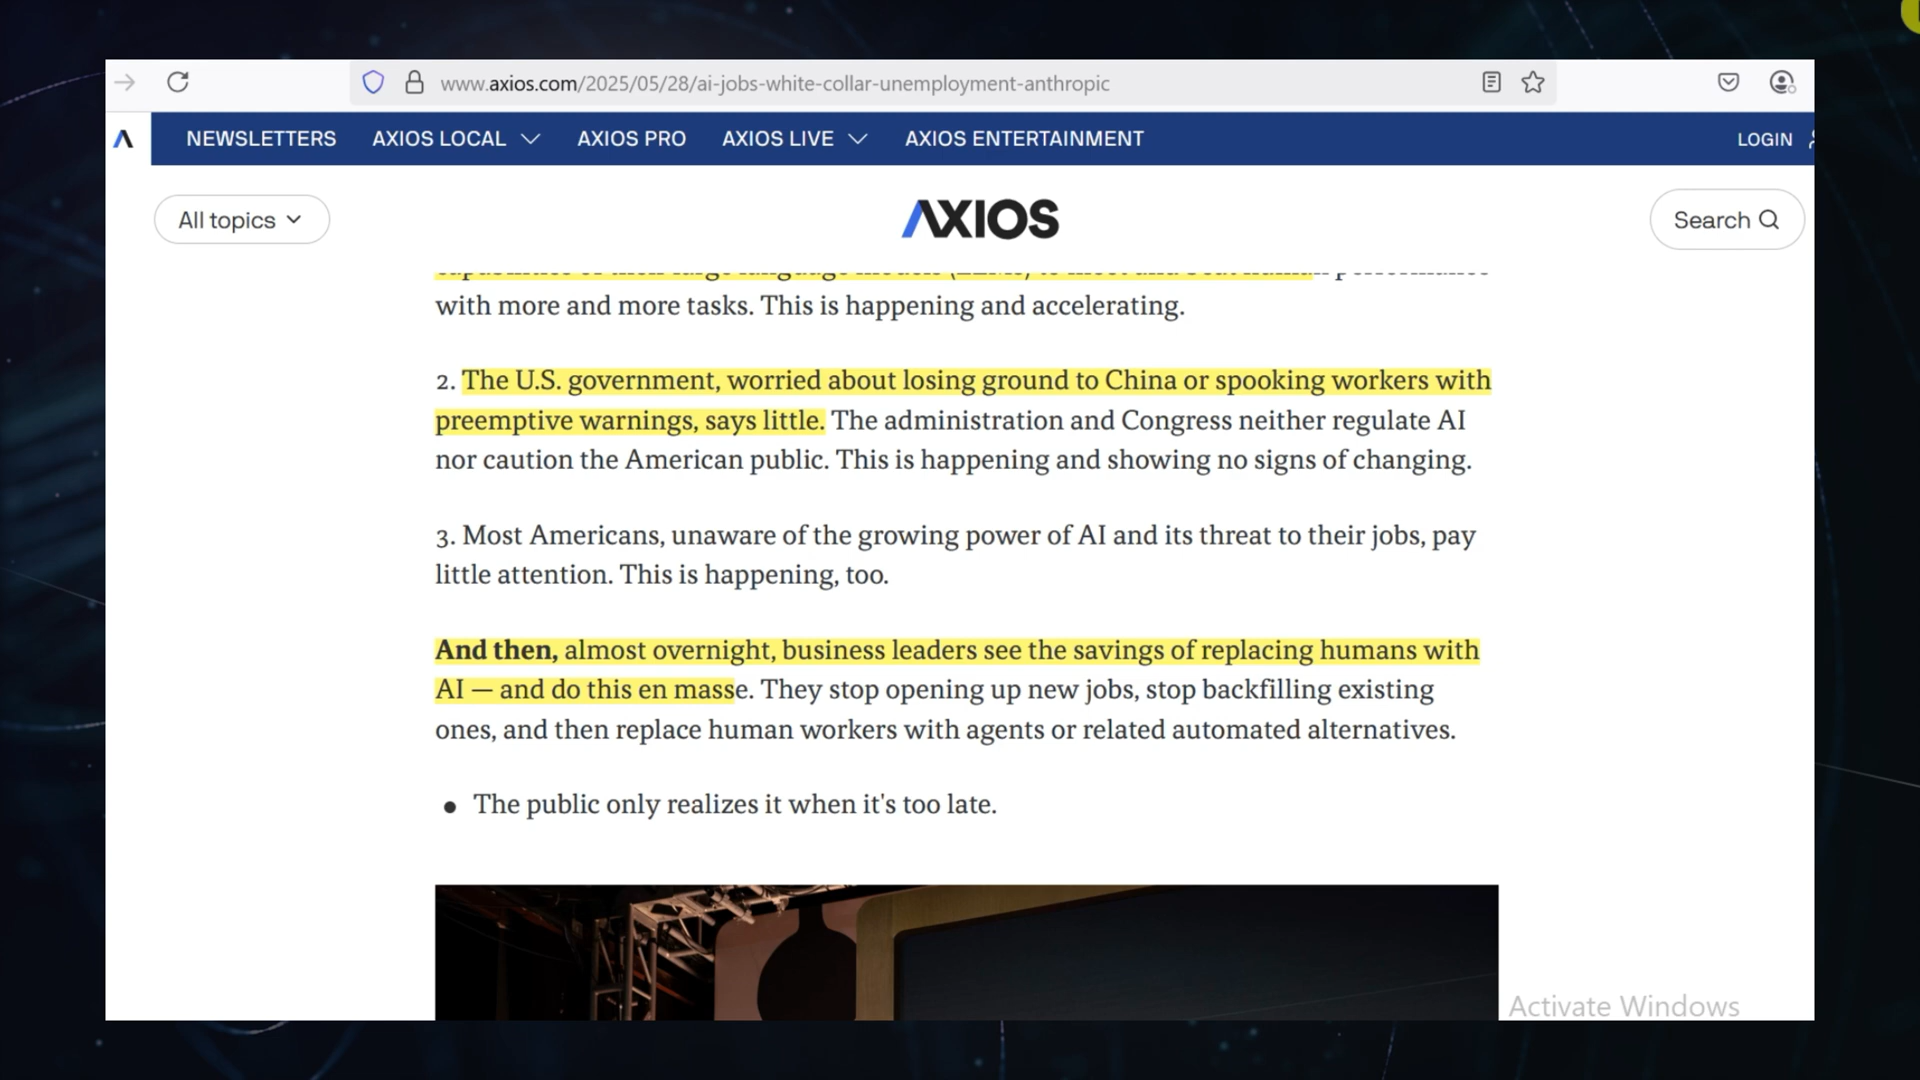 www.axios.com/2025/05/28/ai-jobs-white-collar-unemployment-anthropic
NEWSLETTERS AXIOS LOCAL AXIOS PRO AXIOS LIVE AXIOS ENTERTAINMENT LOGIN
All topics
AXIOS
Search
with more and more tasks. This is happening and accelerating.
2. The U.S. government, worried about losing ground to China or spooking workers with
preemptive warnings, says little. The administration and Congress neither regulate AI
nor caution the American public. This is happening and showing no signs of changing.
3. Most Americans, unaware of the growing power of AI and its threat to their jobs, pay
little attention. This is happening, too.
And then, almost overnight, business leaders see the savings of replacing humans with
AI — and do this en masse. They stop opening up new jobs, stop backfilling existing
ones, and then replace human workers with agents or related automated alternatives.
• The public only realizes it when it's too late.
Activate Windows